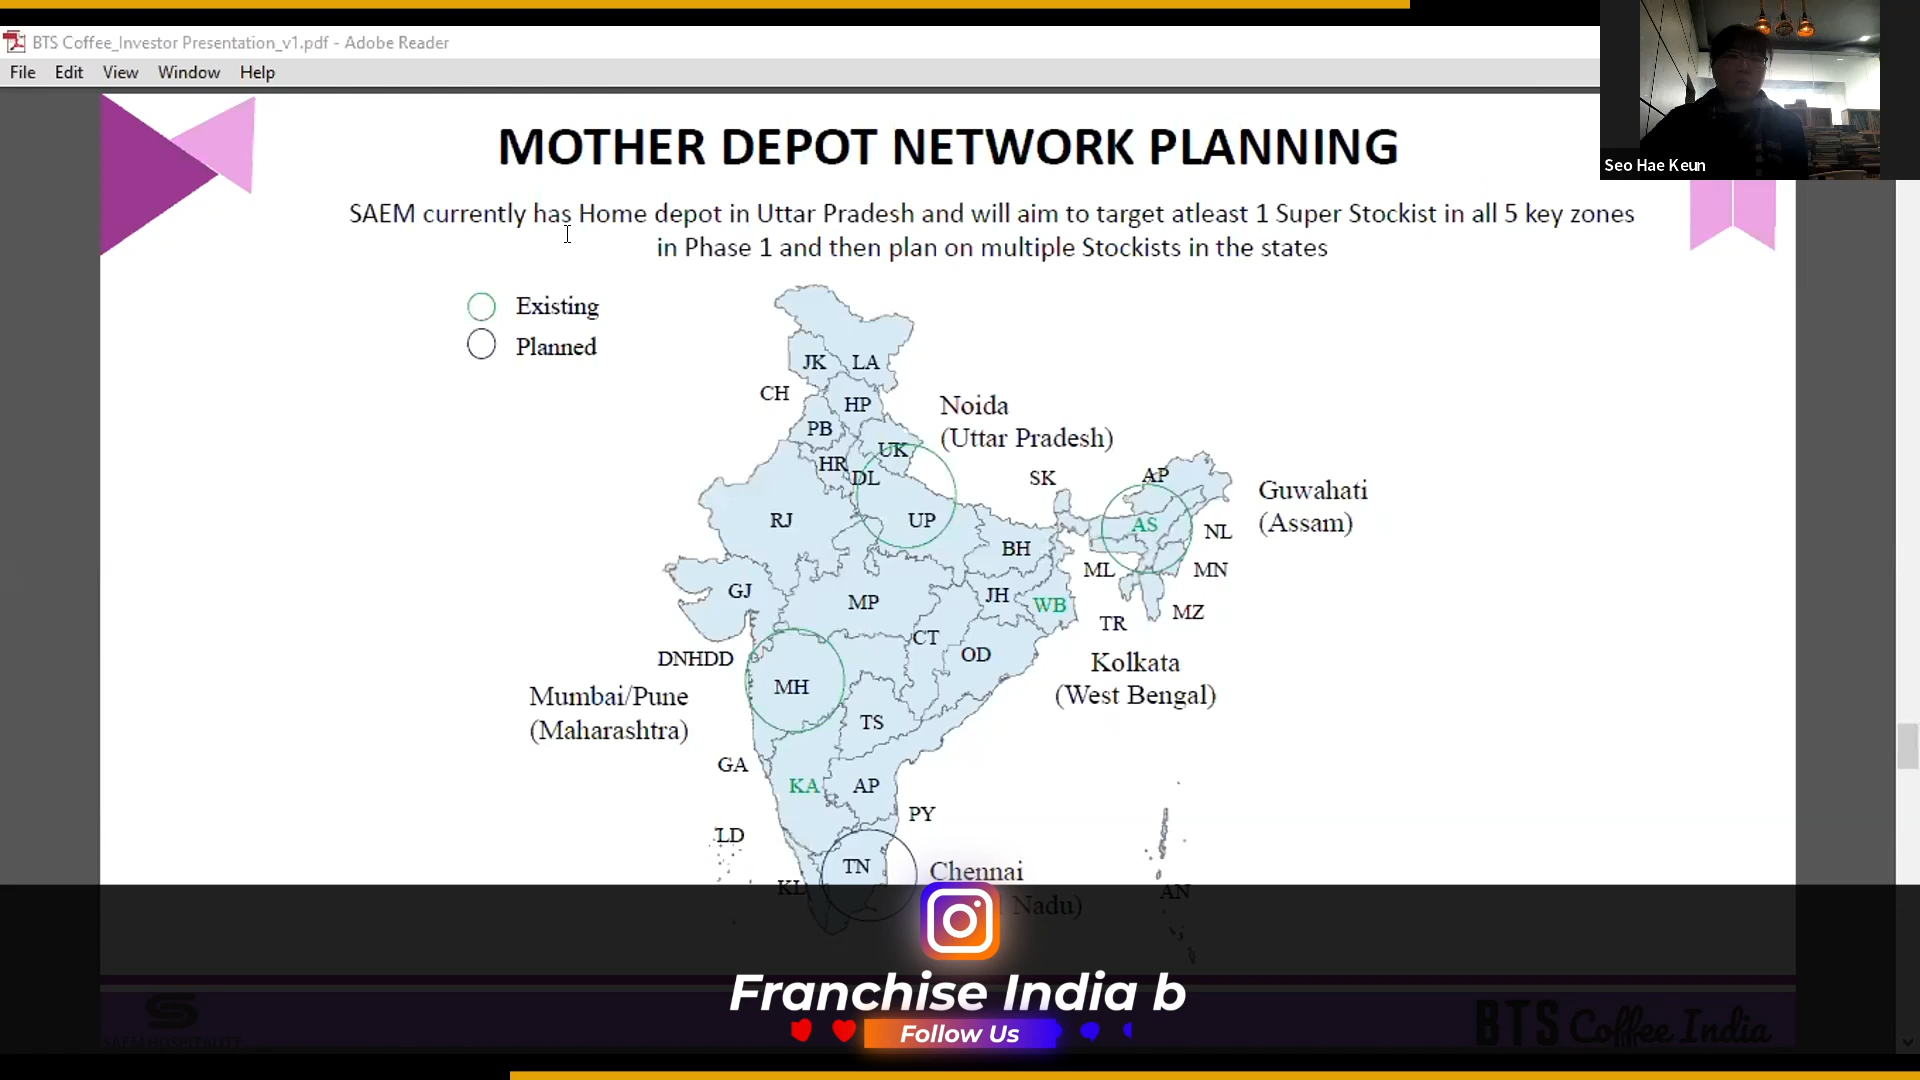 BTS Coffee_Investor Presentation_v1.pdf - Adobe Reader
File Edit View Window Help
Seo Hae Keun
MOTHER DEPOT NETWORK PLANNING
SAEM currently has Home depot in Uttar Pradesh and will aim to target atleast 1 Super Stockist in all 5 key zones
in Phase 1 and then plan on multiple Stockists in the states
Existing
Planned
JK LA
CH
HP
PB
UK
HR
DL
Noida
(Uttar Pradesh)
SK
AP
Guwahati
(Assam)
RJ
UP
AS
NL
BH
ML
MN
GJ
MP
JH
WB
MZ
TR
CT
OD
DNHDD
Kolkata
(West Bengal)
MH
Mumbai/Pune
(Maharashtra)
TS
GA
KA
AP
PY
LD
TN
Chennai
Nadu)
KL
AN
Franchise India b
Follow Us
SAEM HOSPITALITY
BTS Coffee India